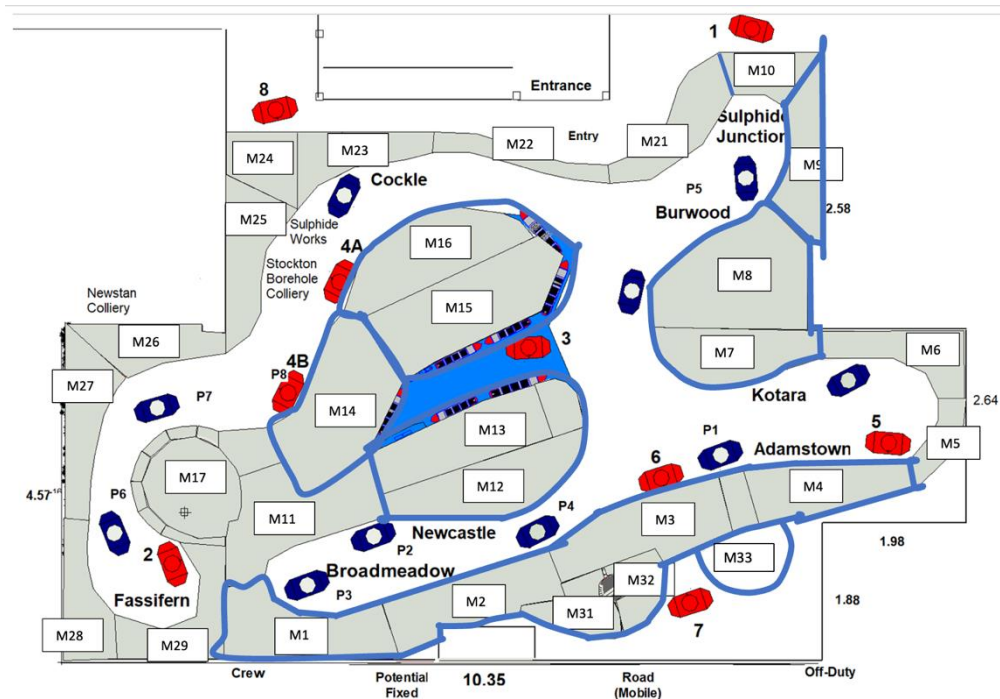 1
M10
Entrance
8
Sulphide
Junction
M24
M23
M22
Entry
M21
M9
Cockle
P5
Burwood
2.58
M25
Sulphide
Works
4A
M16
Stockton
Borehole
Colliery
M8
Newstan
Colliery
M15
M26
3
M7
M6
M27
4B
P8
Kotara
M14
2.64
P7
M13
P1
Adamstown
5
M5
6
M17
M12
M4
4.57
P6
M11
M3
Newcastle
P4
P2
1.98
2
Broadmeadow
M33
Fassifern
P3
M32
M2
M31
1.88
M28
M1
7
M29
Crew
Potential
Fixed
10.35
Road
(Mobile)
Off-Duty